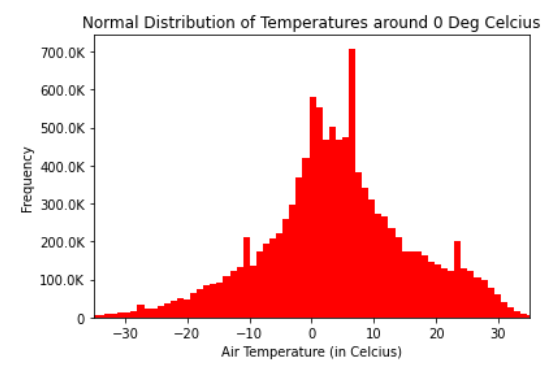 Normal Distribution of Temperatures around 0 Deg Celcius
700.0K
600.0K
500.0K
400.0K
300.0K
200.0K
100.0K
0
Frequency
−30 −20 −10 0 10 20 30
Air Temperature (in Celcius)